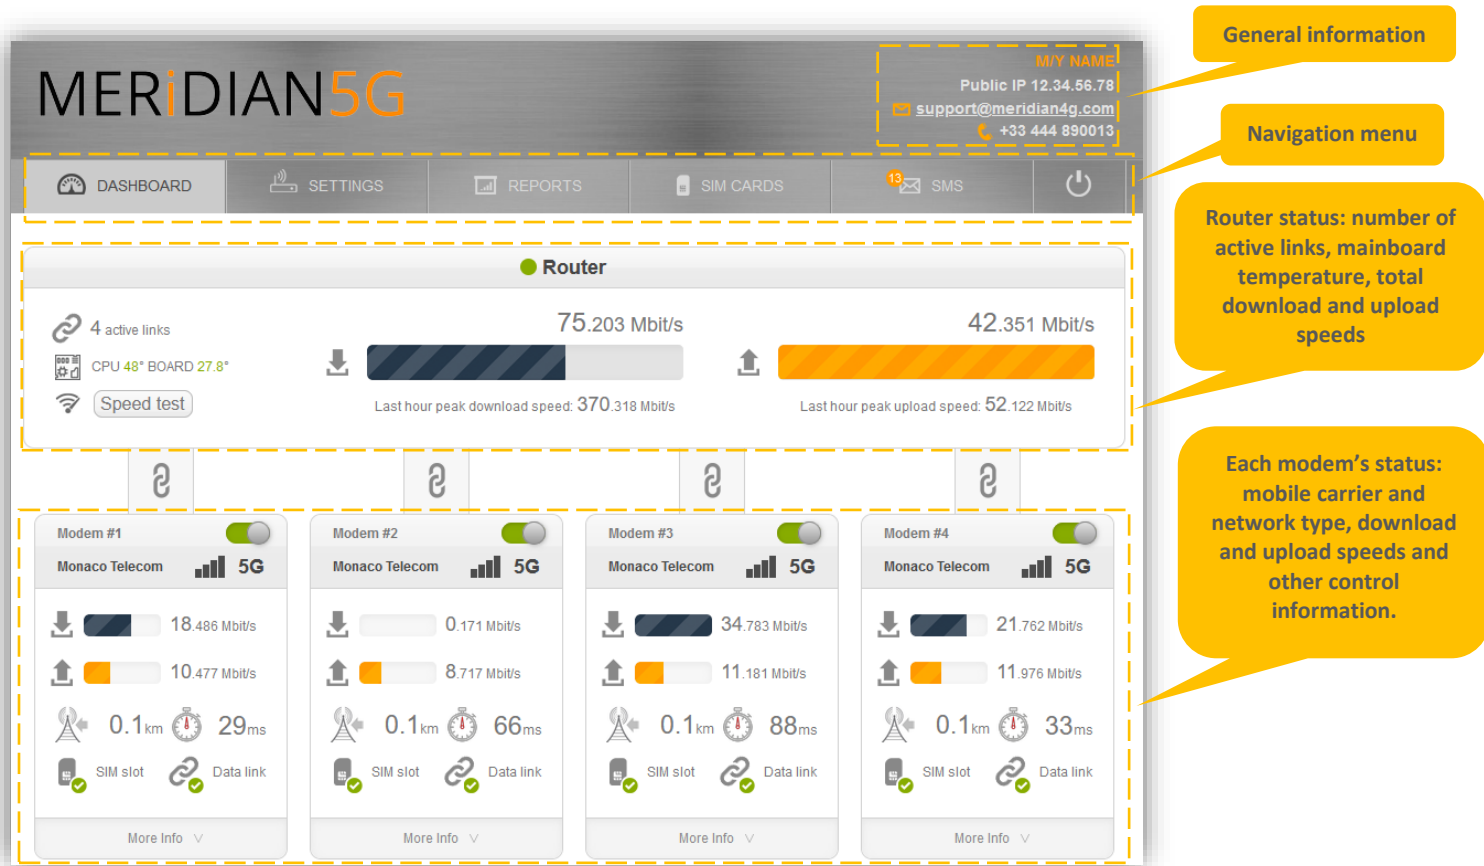 General information
MERiDIAN5G
M/Y NAME
Public IP 12.34.56.78
support@meridian4g.com
+33 444 890013
Navigation menu
DASHBOARD
SETTINGS
REPORTS
SIM CARDS
13
SMS
Router status: number of
active links, mainboard
temperature, total
download and upload
speeds
Router
4 active links
75.203 Mbit/s
42.351 Mbit/s
CPU 48° BOARD 27.8°
Speed test
Last hour peak download speed: 370.318 Mbit/s
Last hour peak upload speed: 52.122 Mbit/s
Each modem’s status:
mobile carrier and
network type, download
and upload speeds and
other control
information.
Modem #1
Monaco Telecom
5G
18.486 Mbit/s
10.477 Mbit/s
0.1km
29ms
SIM slot
Data link
More Info
Modem #2
Monaco Telecom
5G
0.171 Mbit/s
8.717 Mbit/s
0.1km
66ms
SIM slot
Data link
More Info
Modem #3
Monaco Telecom
5G
34.783 Mbit/s
11.181 Mbit/s
0.1km
88ms
SIM slot
Data link
More Info
Modem #4
Monaco Telecom
5G
21.762 Mbit/s
11.976 Mbit/s
0.1km
33ms
SIM slot
Data link
More Info